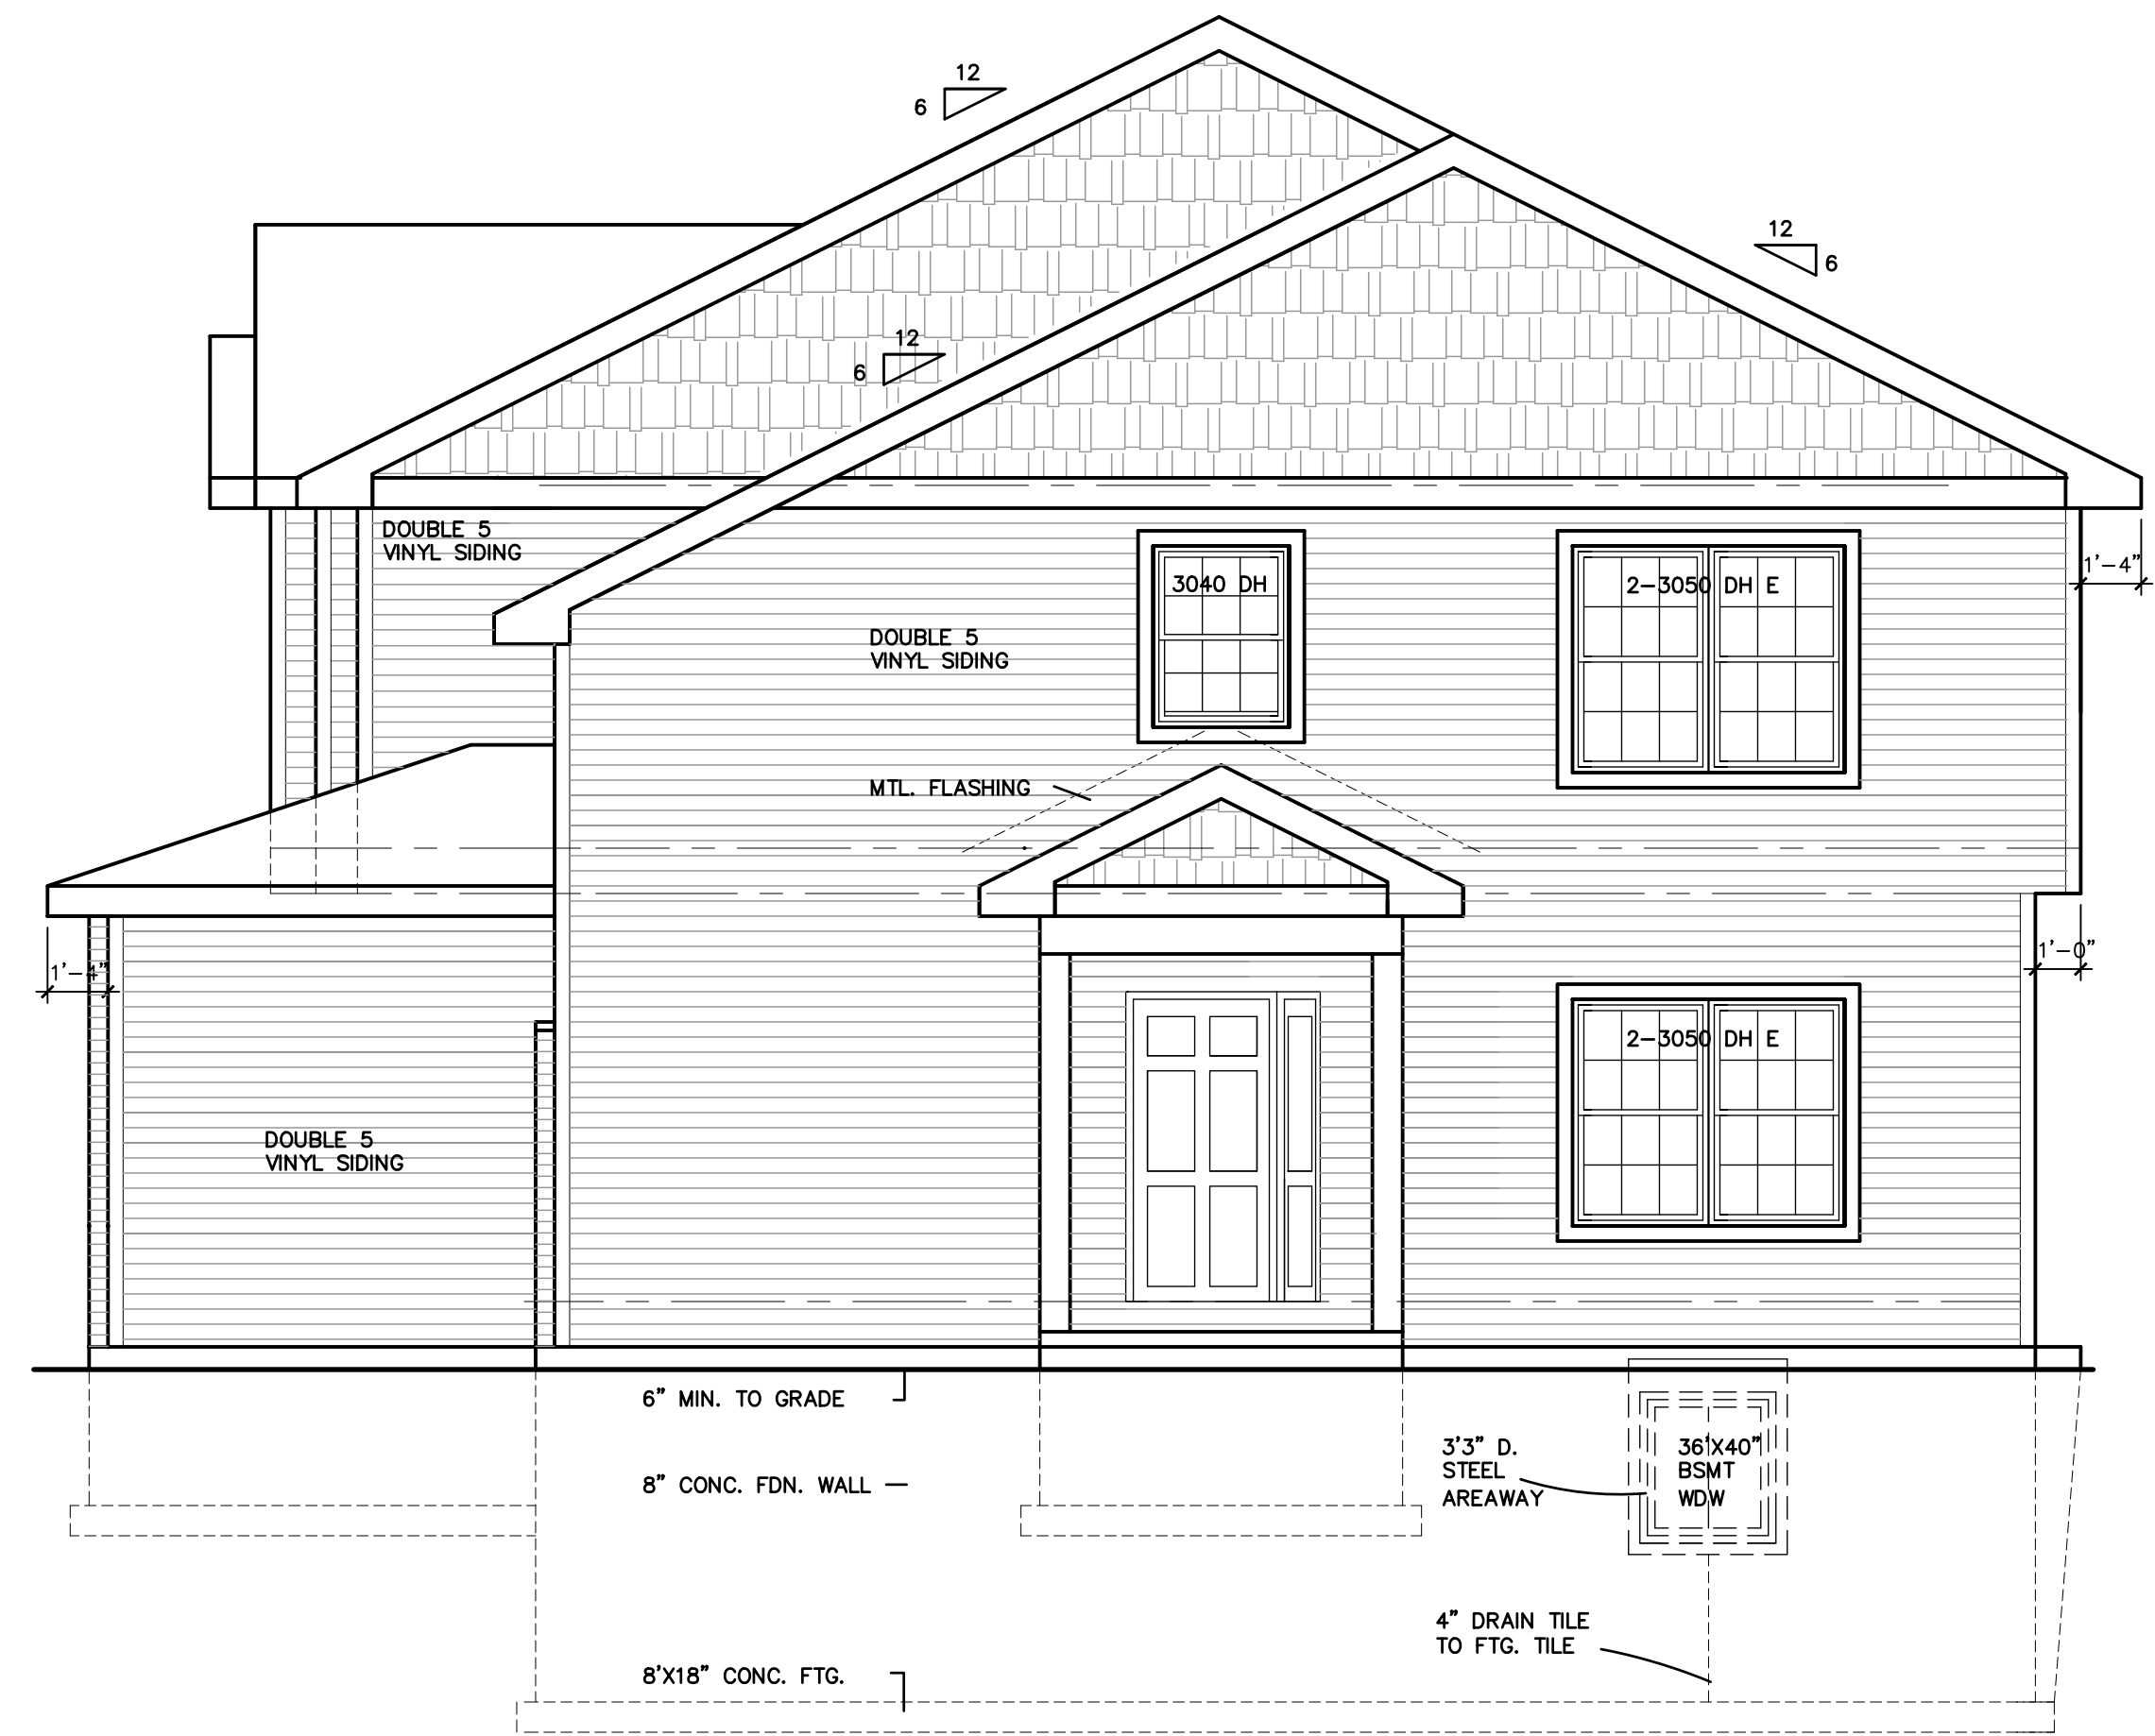 12
6
12
6
12
6
DOUBLE 5
VINYL SIDING
3040 DH
2-3050 DH E
1'-4"
DOUBLE 5
VINYL SIDING
MTL. FLASHING
1'-4"
1'-0"
2-3050 DH E
DOUBLE 5
VINYL SIDING
6" MIN. TO GRADE
8" CONC. FDN. WALL
3'3" D.
STEEL
AREAWAY
36'X40"
BSMT
WDW
4" DRAIN TILE
TO FTG. TILE
8'X18" CONC. FTG.